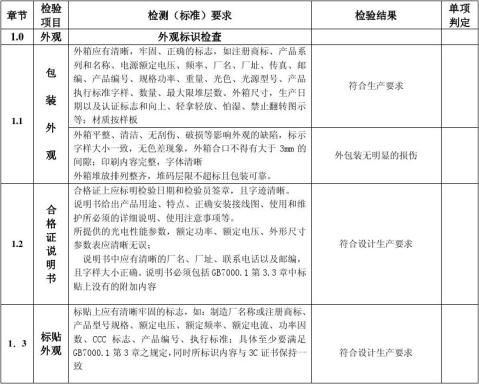 章节 检验项目 检测（标准）要求 检验结果 单项判定
1.0 外观 外观标识检查
1.1 包装外观
外箱应有清晰，牢固、正确的标志，如注册商标、产品系
列和名称、电源额定电压、频率、厂名、厂址、传真、邮
编、产品编号、规格功率、重量、光色、光源型号、产品
执行标准字样、数量、最大限堆层数、外箱尺寸，生产日
期以及认证标志和向上、轻拿轻放、怕湿、禁止翻转图示
等；材质按样板
符合生产要求
外箱平整、清洁、无刮伤、破损等影响外观的缺陷，标示
字样大小一致，无色差现象，外箱合口不得有大于 3mm 的
间隙；印刷内容完整，字体清晰
外箱堆放排列整齐，堆码层限不超标且包装可靠。
外包装无明显的损伤
1.2 合格证说明书
合格证上应标明检验日期和检验员签章，且字迹清晰。
说明书给出产品用途、特点、正确安装接线图、使用和维
护所必须的详细说明、使用注意事项等。
所提供的光电性能参数，额定功率、额定电压、外形尺寸
参数表应清晰无误；
说明书中应有清晰的厂名、厂址、联系电话以及邮编，
且字样大小正确。说明书必须包括 GB7000.1 第 3.3 章中标
贴上没有的附加内容
符合设计生产要求
1．3 标贴外观
标贴上应有清晰牢固的标志，如：制造厂名称或注册商标、
产品型号规格、额定电压、额定频率、额定电流、功率因
数、CCC 标志、产品编号、执行标准；具体至少要满足
GB7000.1 第 3 章之规定，同时所标识内容与 3C 证书保持一
致
符合设计生产要求